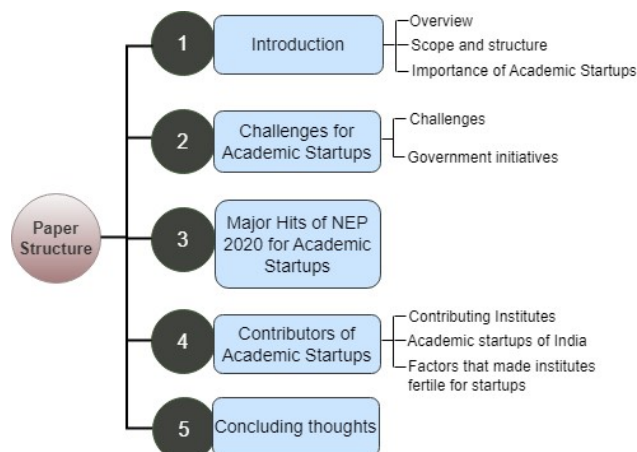 Paper
Structure
1
Introduction
Overview
Scope and structure
Importance of Academic Startups
2
Challenges for
Academic Startups
Challenges
Government initiatives
3
Major Hits of NEP
2020 for Academic
Startups
4
Contributors of
Academic Startups
Contributing Institutes
Academic startups of India
Factors that made institutes
fertile for startups
5
Concluding thoughts